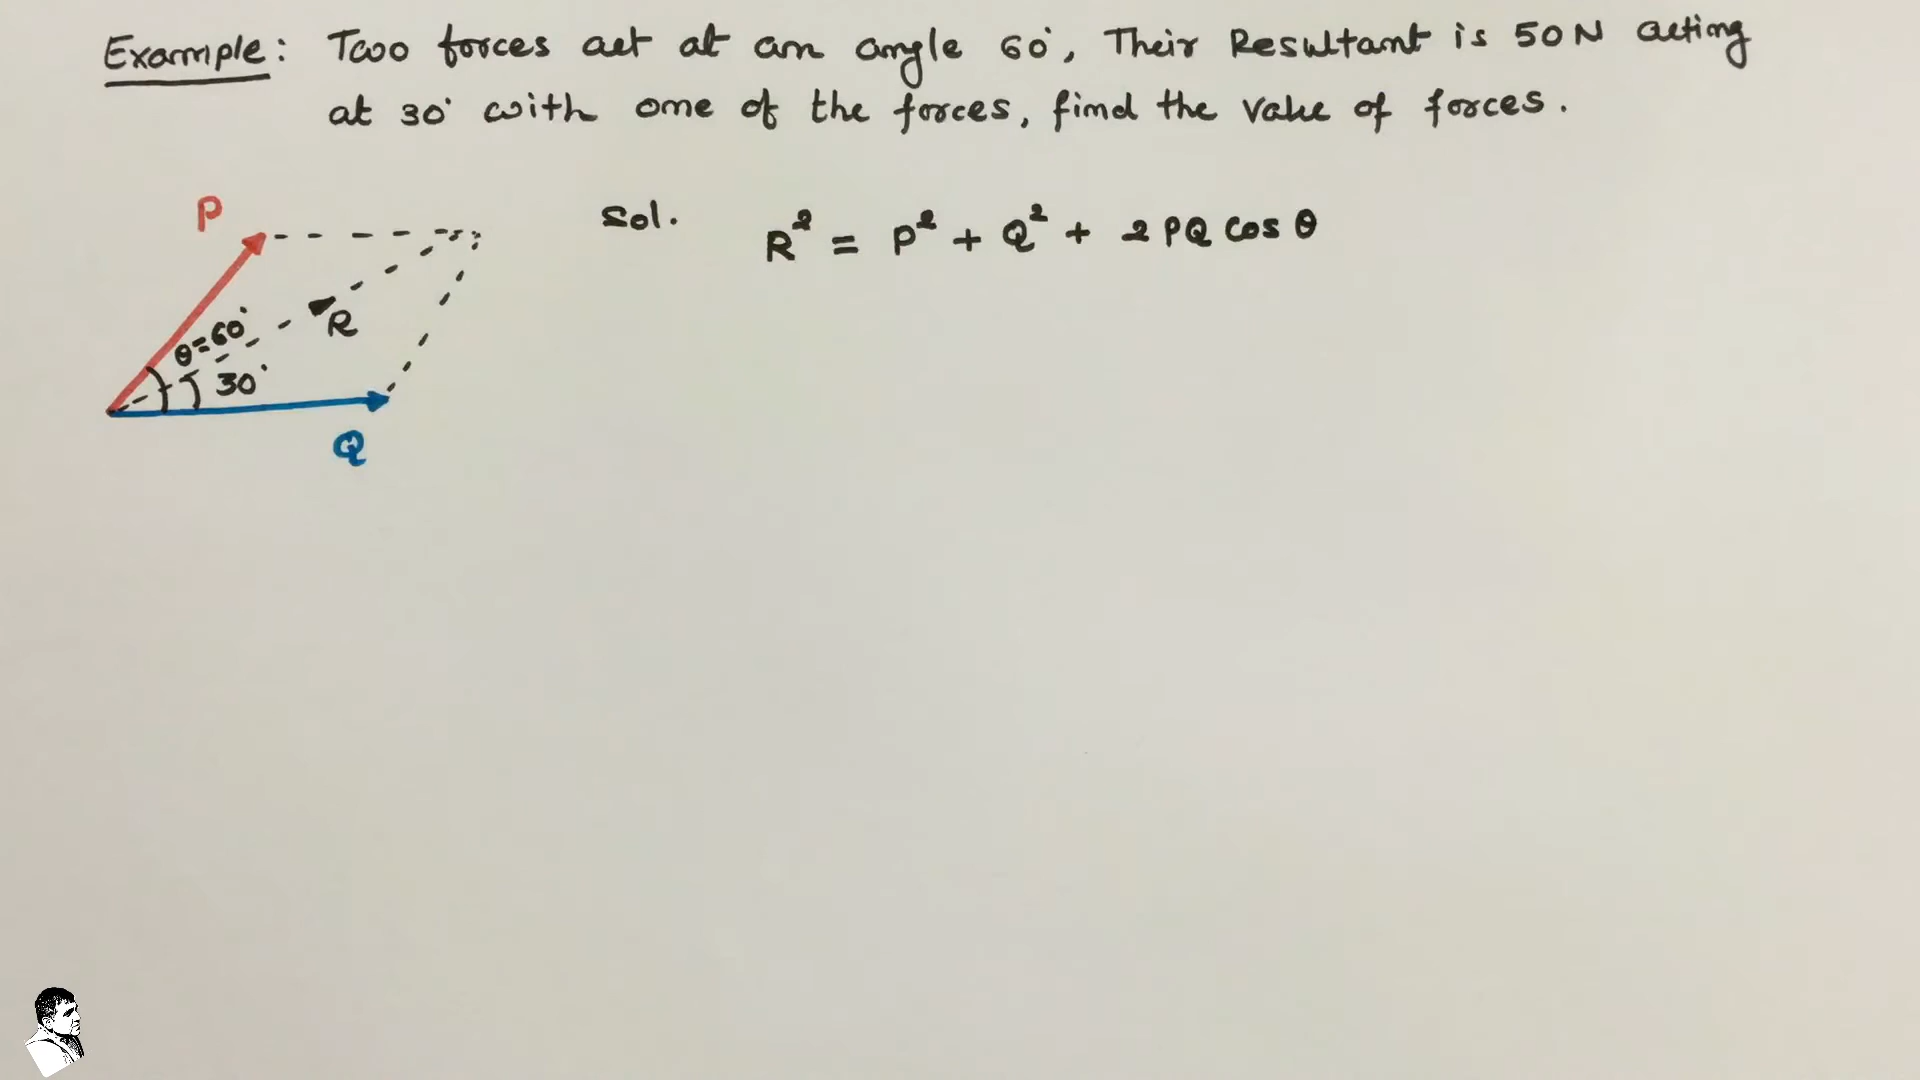 Example: Two forces act at an angle 60°, Their Resultant is 50N acting
at 30° with one of the forces, find the value of forces.
P
Sol. R² = P² + Q² + 2PQ cos θ
θ=60°
R
30°
Q